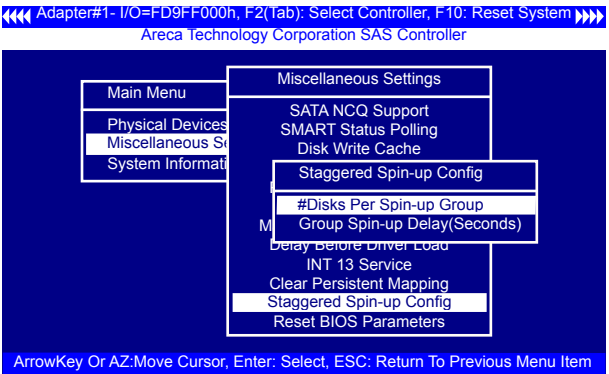 Adapter#1- I/O=FD9FF000h, F2(Tab): Select Controller, F10: Reset System
Areca Technology Corporation SAS Controller
Main Menu
Physical Devices
Miscellaneous Se
System Informati
Miscellaneous Settings
SATA NCQ Support
SMART Status Polling
Disk Write Cache
Staggered Spin-up Config
#Disks Per Spin-up Group
Group Spin-up Delay(Seconds)
M
Delay Before Driver Load
INT 13 Service
Clear Persistent Mapping
Staggered Spin-up Config
Reset BIOS Parameters
ArrowKey Or AZ:Move Cursor, Enter: Select, ESC: Return To Previous Menu Item